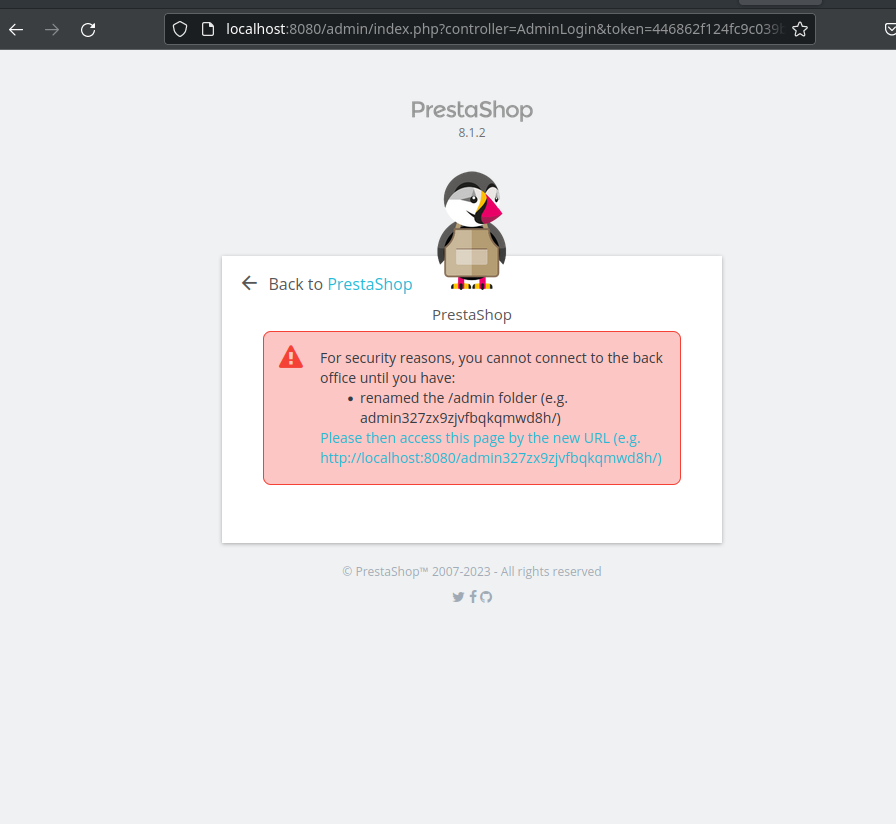 localhost:8080/admin/index.php?controller=AdminLogin&token=446862f124fc9c039
PrestaShop
8.1.2
Back to PrestaShop
PrestaShop
For security reasons, you cannot connect to the back
office until you have:
• renamed the /admin folder (e.g.
admin327zx9zjvfbqkqmwd8h/)
Please then access this page by the new URL (e.g.
http://localhost:8080/admin327zx9zjvfbqkqmwd8h/)
© PrestaShop™ 2007-2023 - All rights reserved